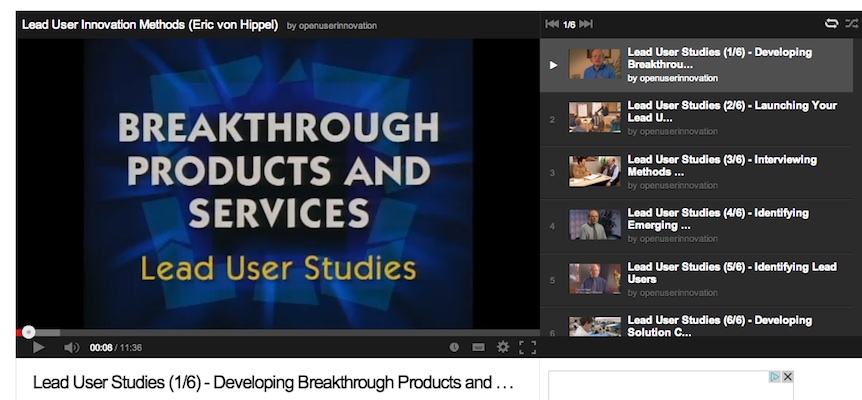 Lead User Innovation Methods (Eric von Hippel) by openuserinnovation
BREAKTHROUGH
PRODUCTS AND
SERVICES
Lead User Studies
00:08 / 11:36
1/6
Lead User Studies (1/6) - Developing
Breakthrou...
by openuserinnovation
2
Lead User Studies (2/6) - Launching Your
Lead U...
by openuserinnovation
3
Lead User Studies (3/6) - Interviewing
Methods ...
by openuserinnovation
4
Lead User Studies (4/6) - Identifying
Emerging ...
by openuserinnovation
5
Lead User Studies (5/6) - Identifying Lead
Users
by openuserinnovation
6
Lead User Studies (6/6) - Developing
Solution C...
Lead User Studies (1/6) - Developing Breakthrough Products and ...